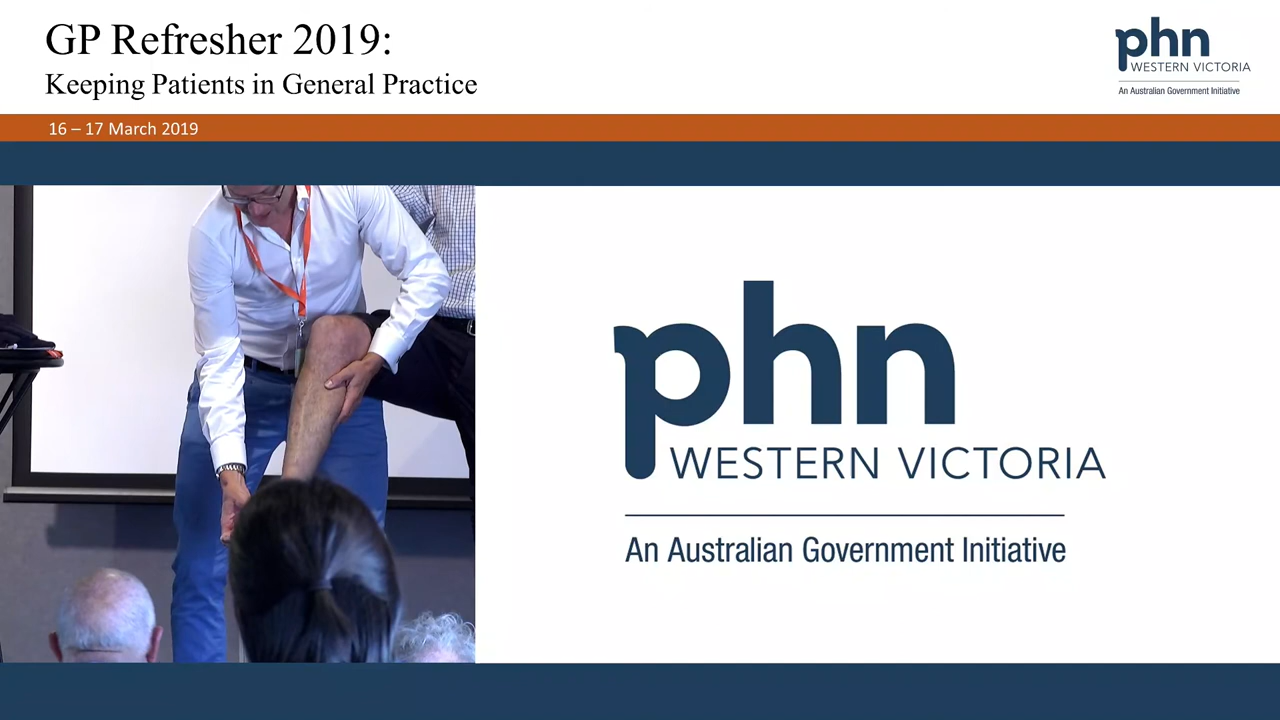 GP Refresher 2019:
Keeping Patients in General Practice
phn
WESTERN VICTORIA
An Australian Government Initiative
16 – 17 March 2019
phn
WESTERN VICTORIA
An Australian Government Initiative